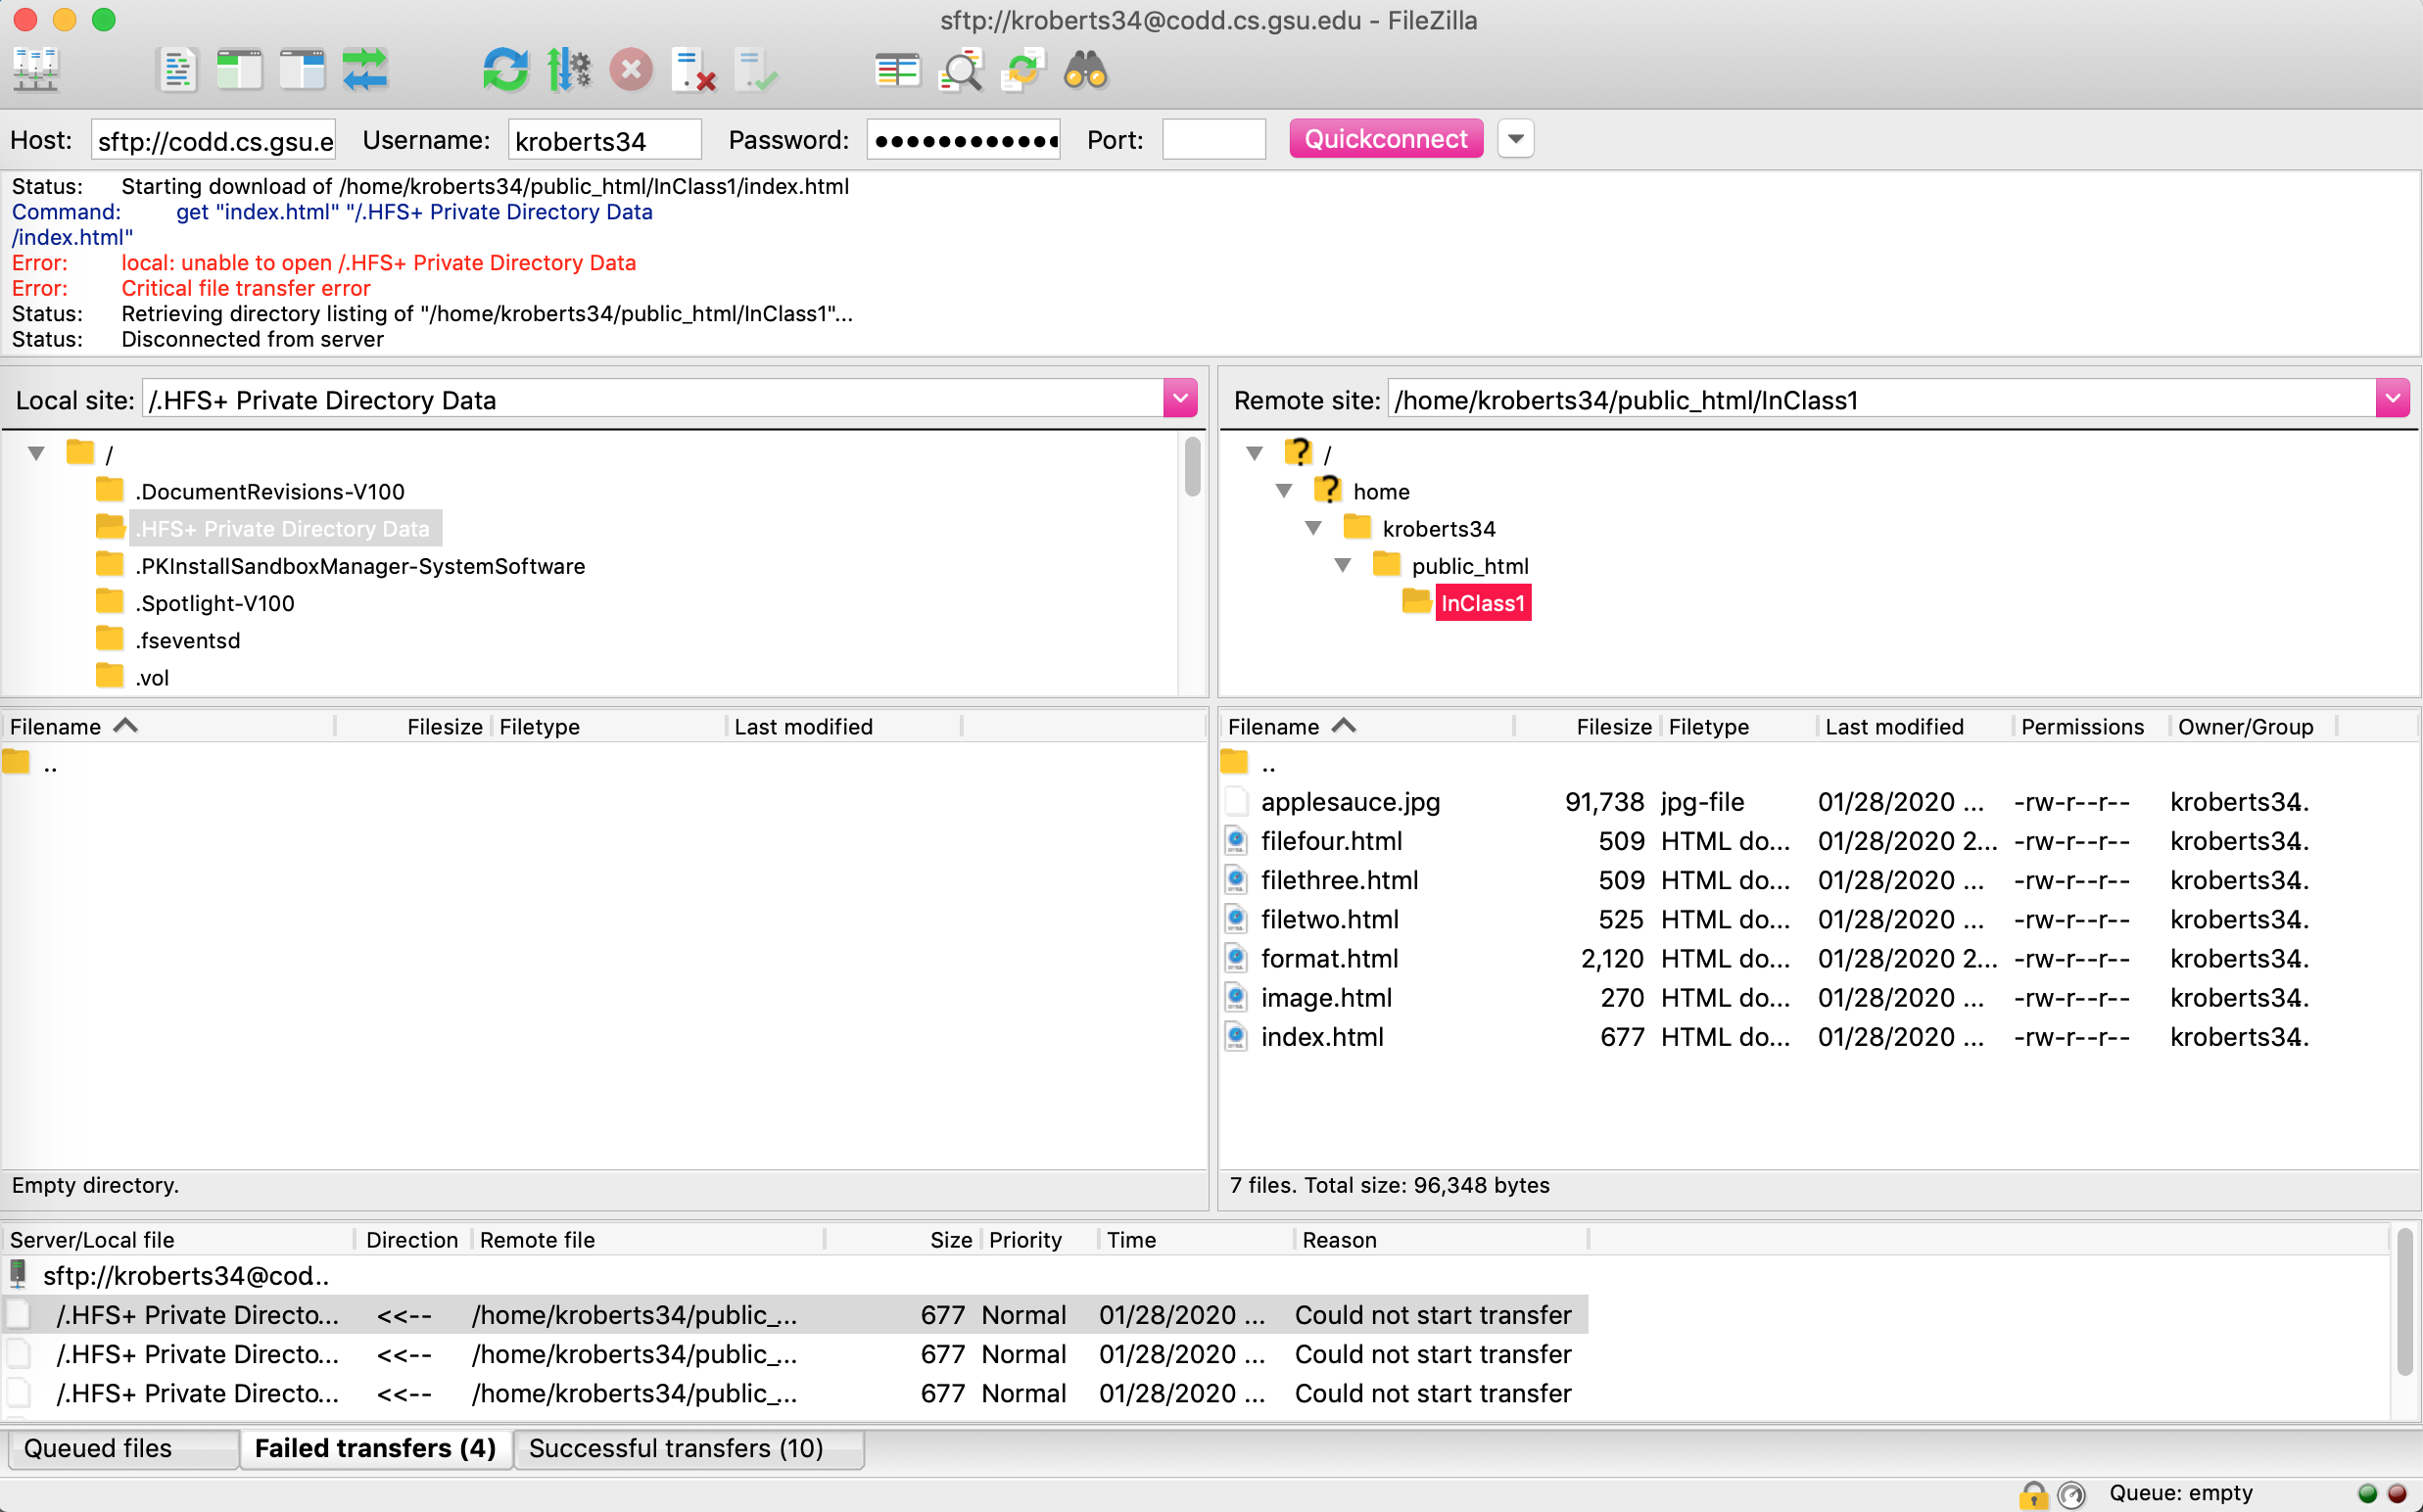 sftp://kroberts34@codd.cs.gsu.edu - FileZilla
Host: sftp://codd.cs.gsu.e Username: kroberts34 Password: ●●●●●●●●●●●● Port: Quickconnect
Status: Starting download of /home/kroberts34/public_html/InClass1/index.html
Command: get "index.html" "/.HFS+ Private Directory Data
/index.html"
Error: local: unable to open /.HFS+ Private Directory Data
Error: Critical file transfer error
Status: Retrieving directory listing of "/home/kroberts34/public_html/InClass1"...
Status: Disconnected from server
Local site: /.HFS+ Private Directory Data
/
.DocumentRevisions-V100
.HFS+ Private Directory Data
.PKInstallSandboxManager-SystemSoftware
.Spotlight-V100
.fseventsd
.vol
Filename Filesize Filetype Last modified
..
Empty directory.
Remote site: /home/kroberts34/public_html/InClass1
/
home
kroberts34
public_html
InClass1
Filename Filesize Filetype Last modified Permissions Owner/Group
..
applesauce.jpg 91,738 jpg-file 01/28/2020 ... -rw-r--r-- kroberts34..
filefour.html 509 HTML do... 01/28/2020 2... -rw-r--r-- kroberts34..
filethree.html 509 HTML do... 01/28/2020 ... -rw-r--r-- kroberts34..
filetwo.html 525 HTML do... 01/28/2020 ... -rw-r--r-- kroberts34..
format.html 2,120 HTML do... 01/28/2020 2... -rw-r--r-- kroberts34..
image.html 270 HTML do... 01/28/2020 ... -rw-r--r-- kroberts34..
index.html 677 HTML do... 01/28/2020 ... -rw-r--r-- kroberts34..
7 files. Total size: 96,348 bytes
Server/Local file Direction Remote file Size Priority Time Reason
sftp://kroberts34@cod..
/.HFS+ Private Directo... <<-- /home/kroberts34/public_... 677 Normal 01/28/2020 ... Could not start transfer
/.HFS+ Private Directo... <<-- /home/kroberts34/public_... 677 Normal 01/28/2020 ... Could not start transfer
/.HFS+ Private Directo... <<-- /home/kroberts34/public_... 677 Normal 01/28/2020 ... Could not start transfer
Queued files Failed transfers (4) Successful transfers (10)
Queue: empty